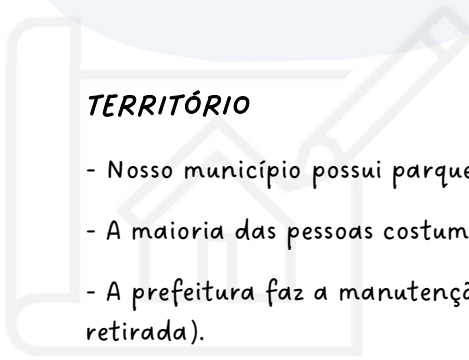 TERRITÓRIO
- Nosso município possui parque
- A maioria das pessoas costum
- A prefeitura faz a manutençã
retirada).